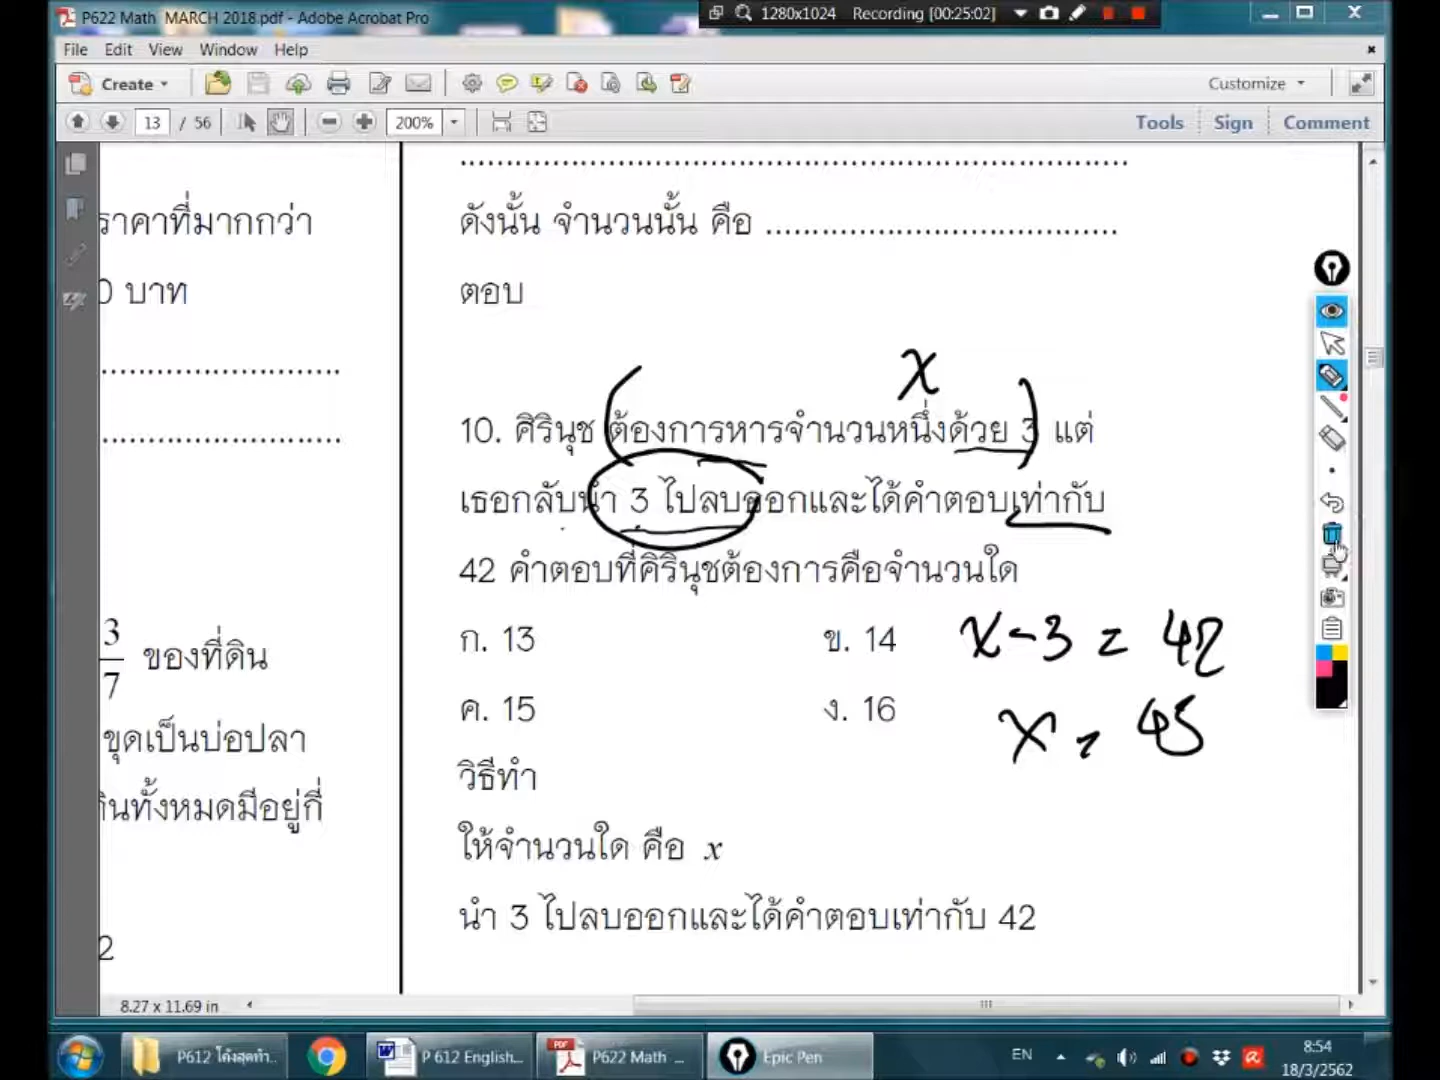 P622 Math MARCH 2018.pdf - Adobe Acrobat Pro
1280x1024 Recording [00:25:02]
File Edit View Window Help
Create Customize
13 / 56 200% Tools Sign Comment
ราคาที่มากกว่า
0 บาท
3
7
ของที่ดิน
ขุดเป็นบ่อปลา
ดินทั้งหมดมีอยู่กี่
2
ดังนั้น จำนวนนั้น คือ ......................................
ตอบ
x
10. ศิรินุช ต้องการหารจำนวนหนึ่งด้วย 3 แต่
เธอกลับนำ 3 ไปลบออกและได้คำตอบเท่ากับ
42 คำตอบที่ศิรินุชต้องการคือจำนวนใด
ก. 13 ข. 14
x - 3 = 42
ค. 15 ง. 16
x = 45
วิธีทำ
ให้จำนวนใด คือ x
นำ 3 ไปลบออกและได้คำตอบเท่ากับ 42
8.27 x 11.69 in
P612 โค้งสุดท้า... P 612 English... P622 Math ... Epic Pen EN 8:54
18/3/2562